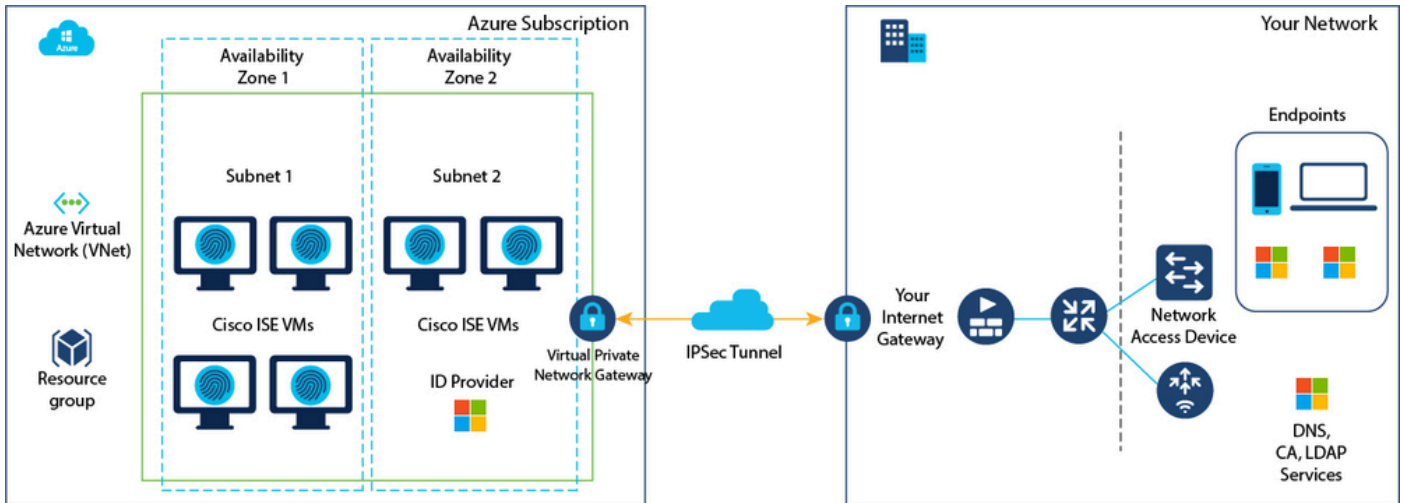 Azure Subscription
Azure
Availability
Zone 1
Availability
Zone 2
Subnet 1
Subnet 2
Azure Virtual
Network (VNet)
Cisco ISE VMs
Cisco ISE VMs
Resource
group
ID Provider
Virtual Private
Network Gateway
IPSec Tunnel
Your Network
Endpoints
Your
Internet
Gateway
Network
Access Device
DNS,
CA, LDAP
Services